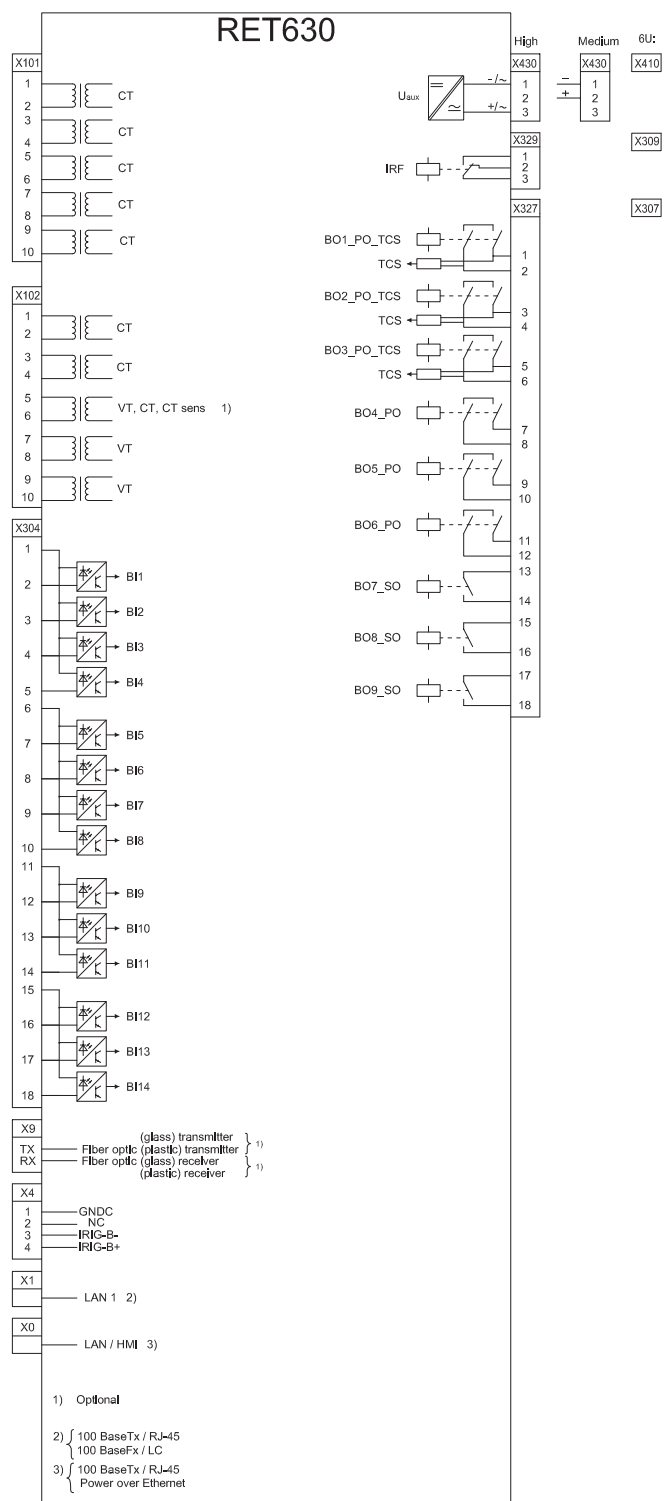 RET630
High
Medium
6U:
X101
1
2
CT
3
4
CT
5
6
CT
7
8
CT
9
10
CT
X102
1
2
CT
3
4
CT
5
6
VT, CT, CT sens 1)
7
8
VT
9
10
VT
X304
1
2
BI1
3
BI2
4
BI3
5
BI4
6
7
BI5
8
BI6
9
BI7
10
BI8
11
12
BI9
13
BI10
14
BI11
15
16
BI12
17
BI13
18
BI14
X9
TX
RX
(glass) transmitter
Fiber optic (plastic) transmitter 1)
Fiber optic (glass) receiver
(plastic) receiver 1)
X4
1 GNDC
2 NC
3 IRIG-B-
4 IRIG-B+
X1
LAN 1 2)
X0
LAN / HMI 3)
1) Optional
2) 100 BaseTx / RJ-45
100 BaseFx / LC
3) 100 BaseTx / RJ-45
Power over Ethernet
X430
Uaux
-/~
+/~
1
2
3
X430
-
+
1
2
3
X410
X329
IRF
1
2
3
X309
X327
X307
BO1_PO_TCS
TCS
1
2
BO2_PO_TCS
TCS
3
4
BO3_PO_TCS
TCS
5
6
BO4_PO
7
8
BO5_PO
9
10
BO6_PO
11
12
BO7_SO
13
14
BO8_SO
15
16
BO9_SO
17
18